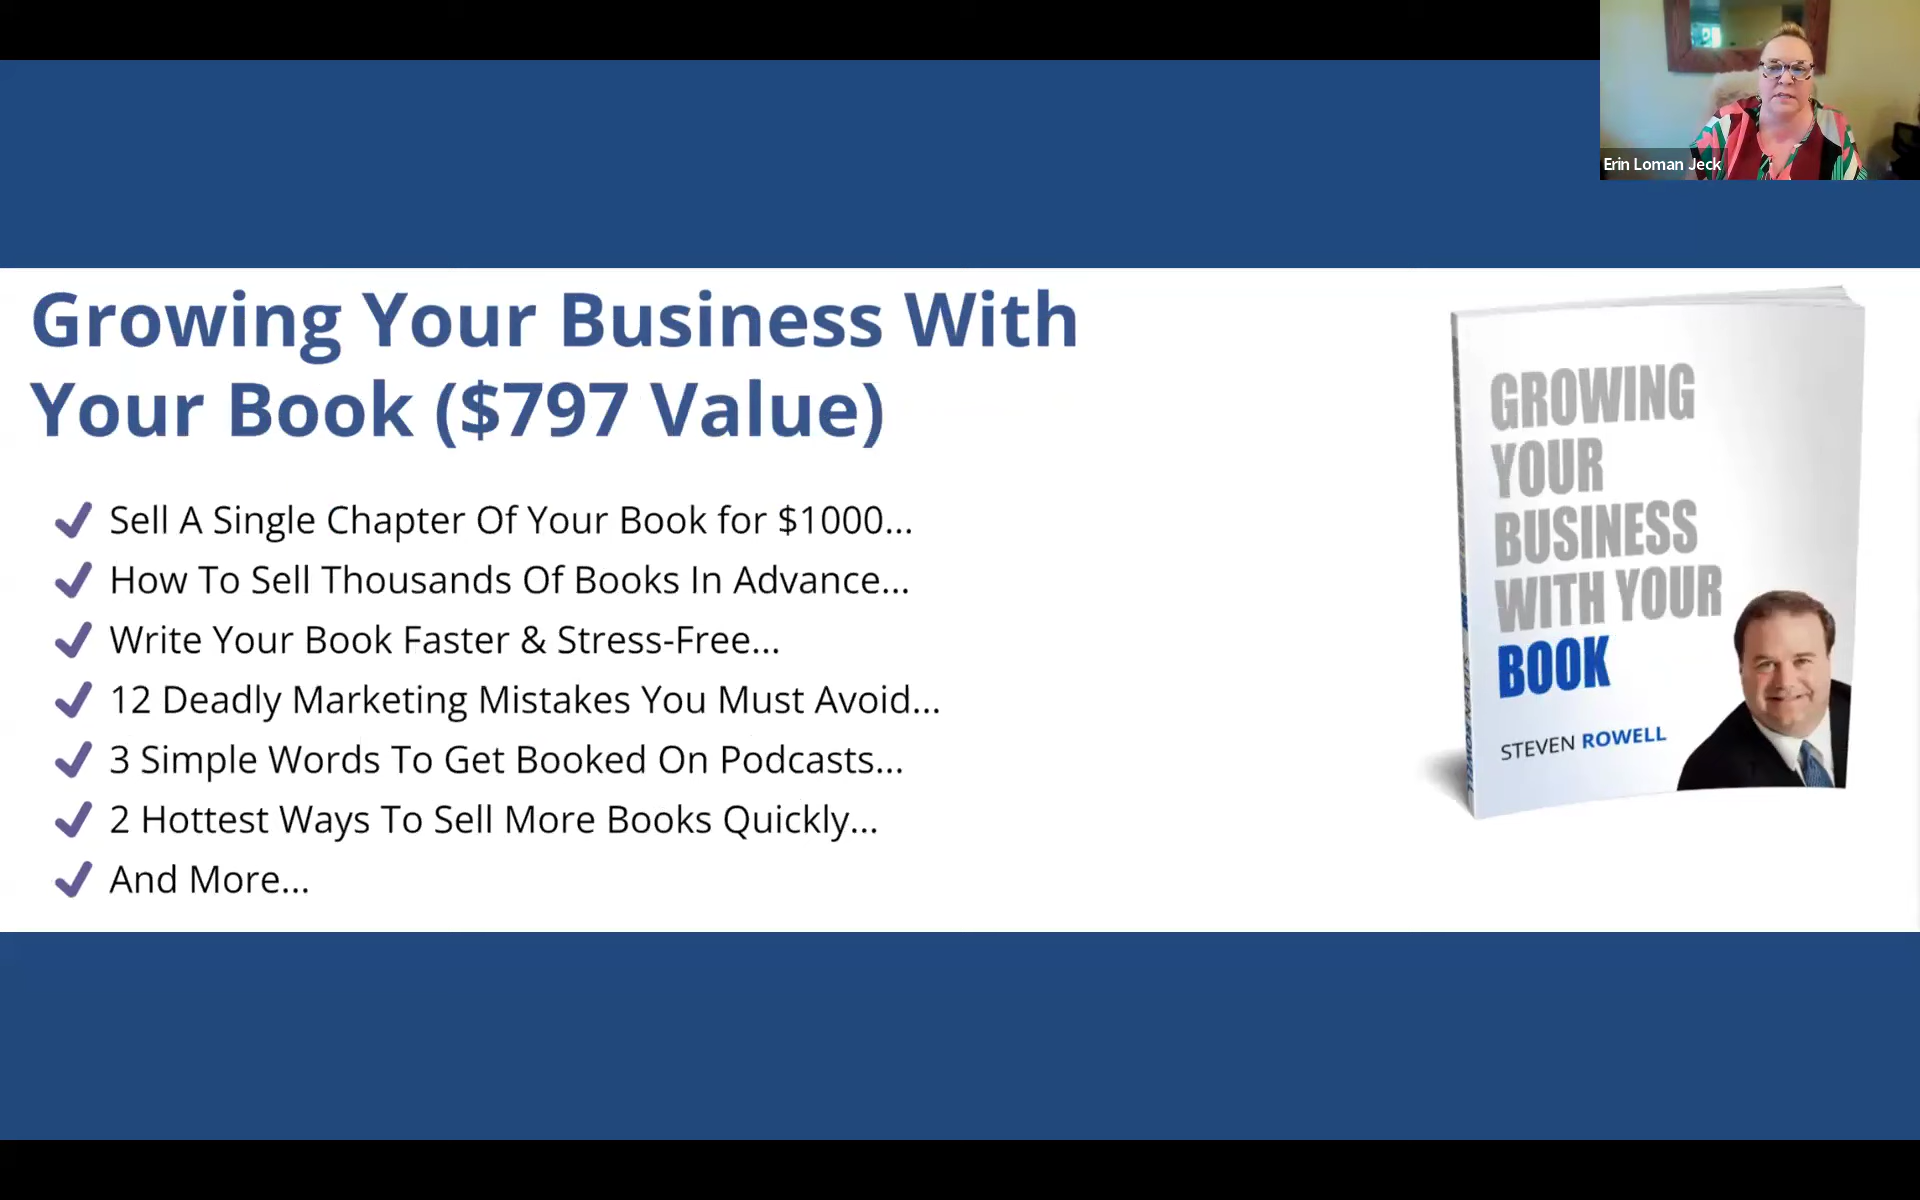 Erin Loman Jeck
Growing Your Business With
Your Book ($797 Value)
Sell A Single Chapter Of Your Book for $1000...
How To Sell Thousands Of Books In Advance...
Write Your Book Faster & Stress-Free...
12 Deadly Marketing Mistakes You Must Avoid...
3 Simple Words To Get Booked On Podcasts...
2 Hottest Ways To Sell More Books Quickly...
And More...
GROWING
YOUR
BUSINESS
WITH YOUR
BOOK
STEVEN ROWELL